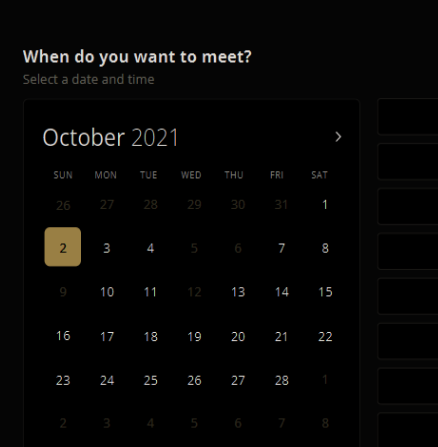 When do you want to meet?
Select a date and time
October 2021
SUN MON TUE WED THU FRI SAT
26 27 28 29 30 31 1
2 3 4 5 6 7 8
9 10 11 12 13 14 15
16 17 18 19 20 21 22
23 24 25 26 27 28 1
2 3 4 5 6 7 8